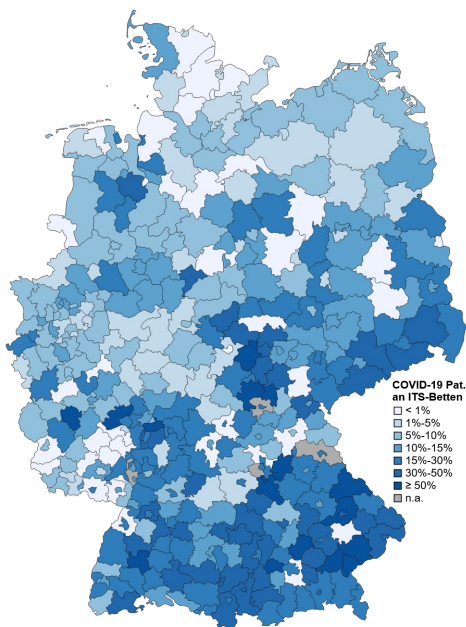 COVID-19 Pat.
an ITS-Betten
< 1%
1%-5%
5%-10%
10%-15%
15%-30%
30%-50%
≥ 50%
n.a.